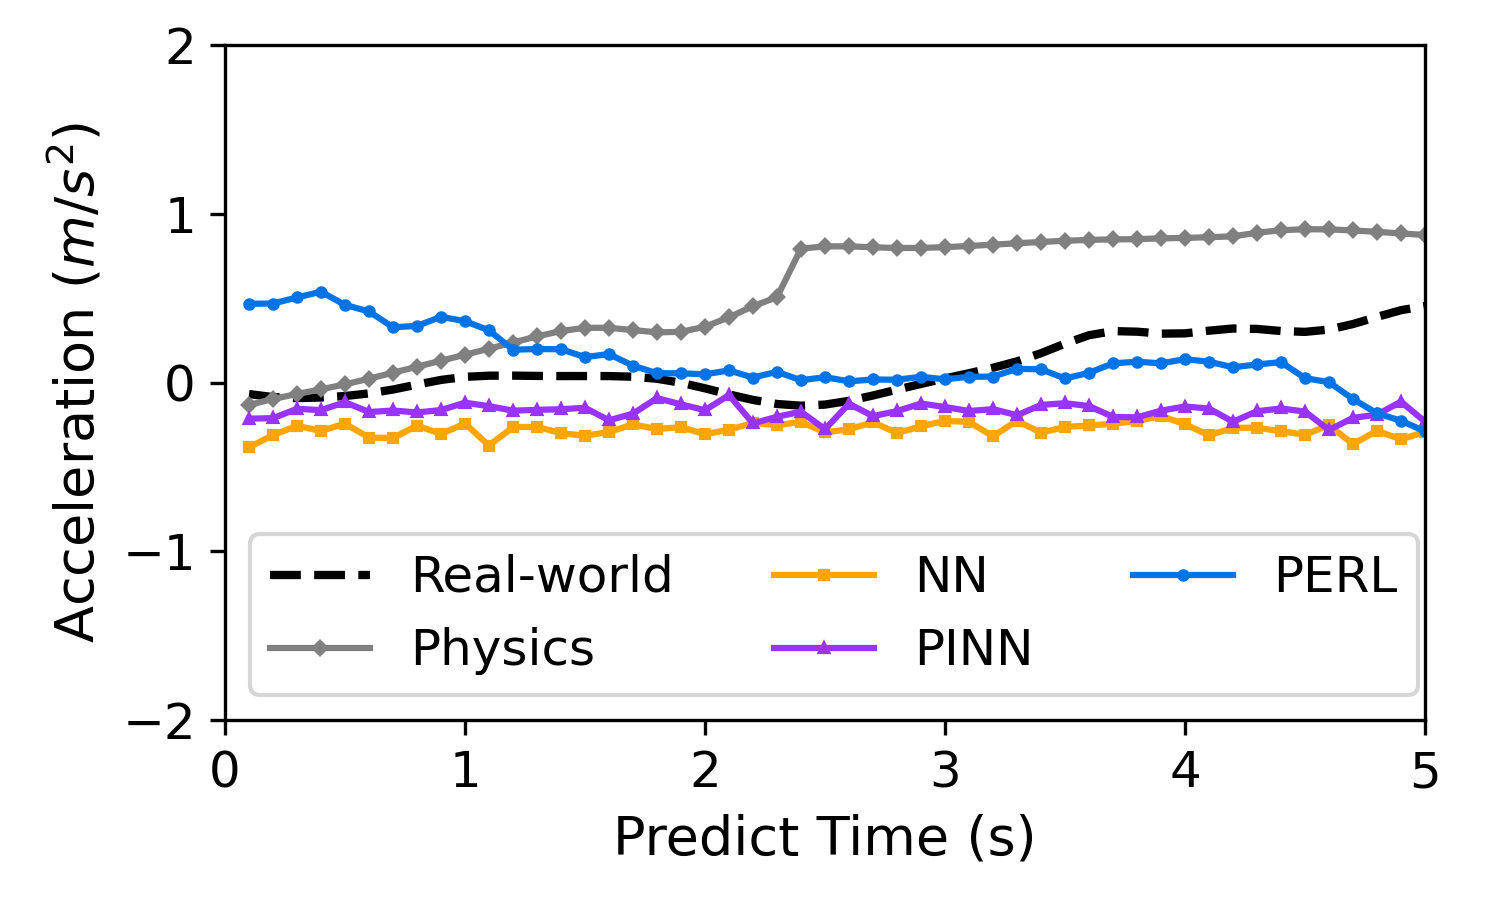 2
1
0
−1
−2
Acceleration (m/s²)
Real-world
Physics
NN
PINN
PERL
0 1 2 3 4 5
Predict Time (s)